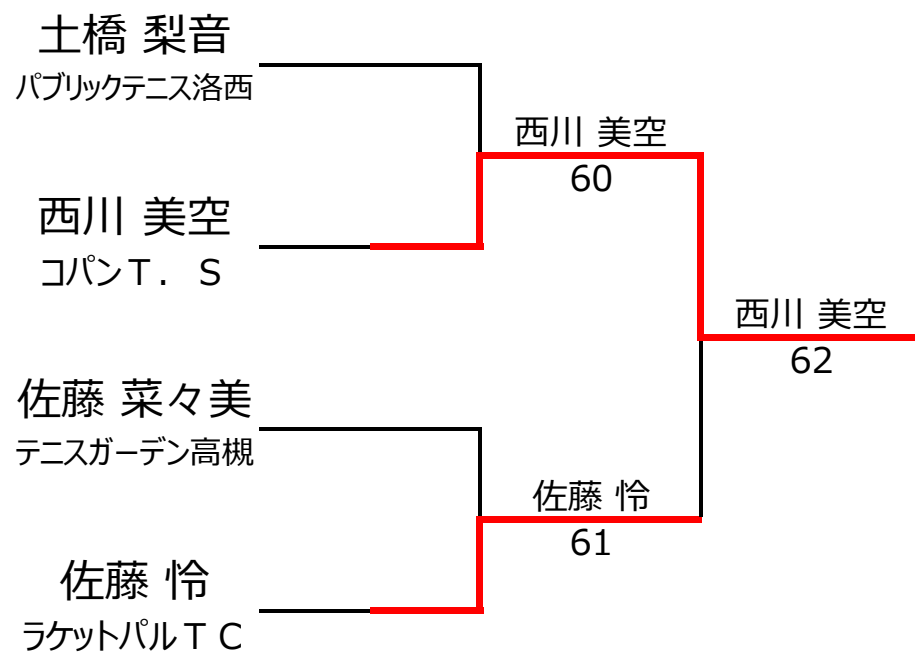 土橋 梨音
パブリックテニス洛西
西川 美空
コパンＴ．Ｓ
佐藤 菜々美
テニスガーデン高槻
佐藤 怜
ラケットパルＴＣ
西川 美空
60
佐藤 怜
61
西川 美空
62